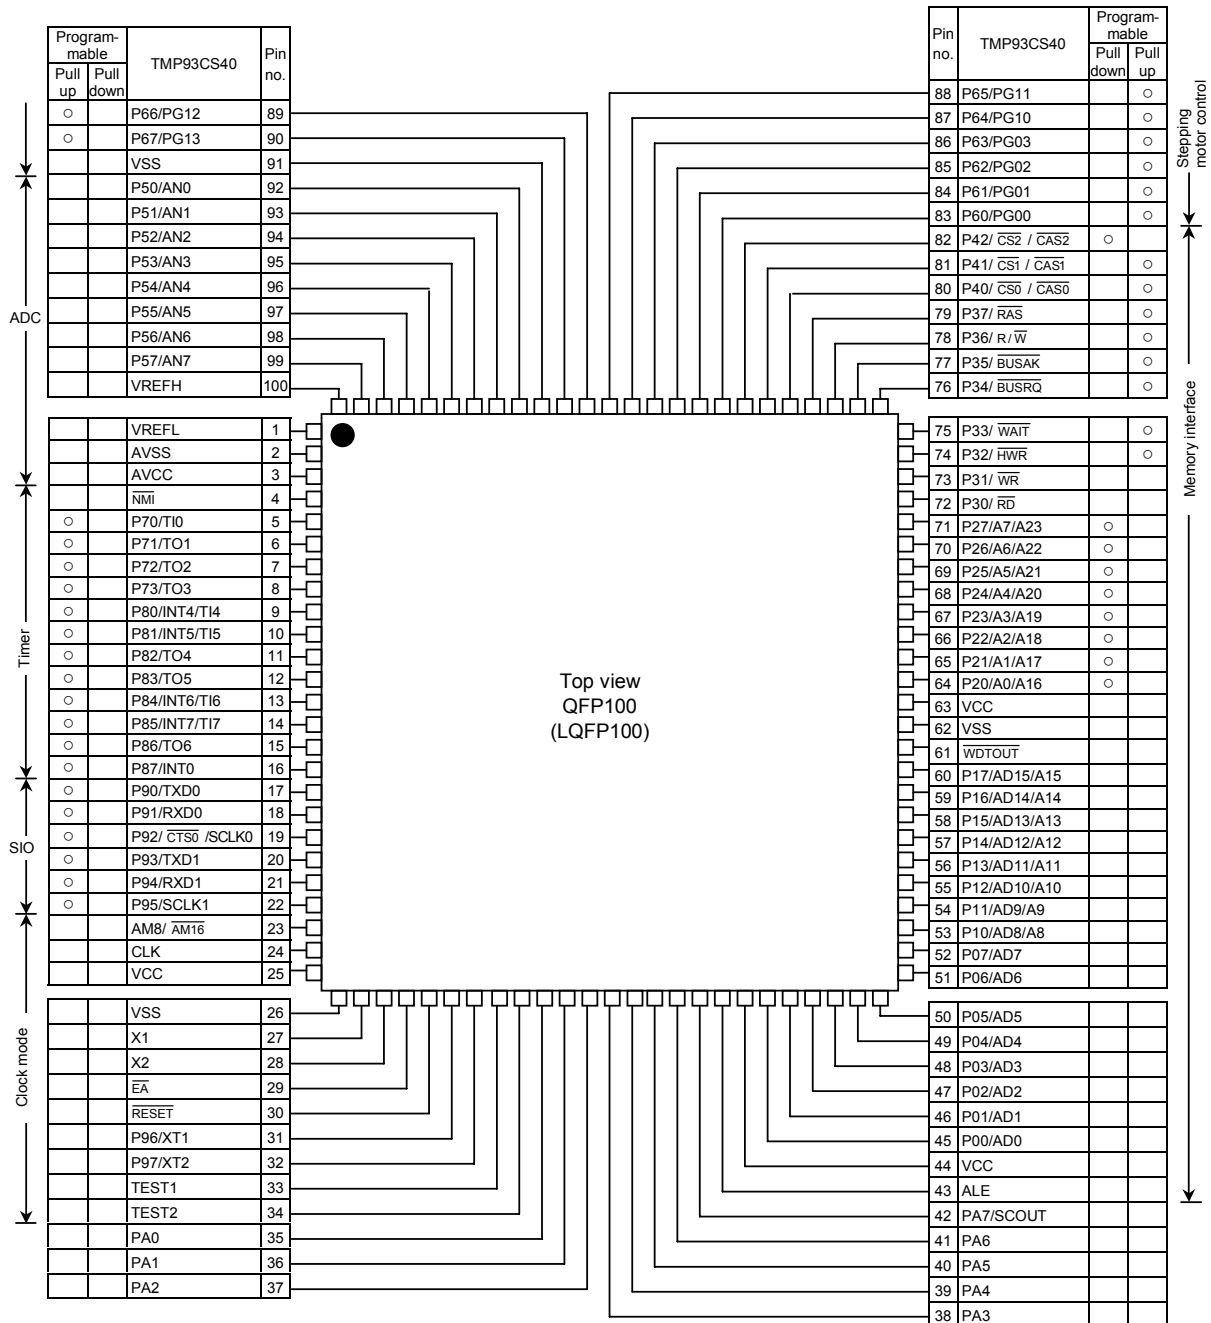 Program-
mable
Pull
up
Pull
down
TMP93CS40
Pin
no.
○ P66/PG12 89
○ P67/PG13 90
VSS 91
P50/AN0 92
P51/AN1 93
P52/AN2 94
P53/AN3 95
P54/AN4 96
P55/AN5 97
P56/AN6 98
P57/AN7 99
VREFH 100
ADC
VREFL 1
AVSS 2
AVCC 3
NMI 4
○ P70/TI0 5
○ P71/TO1 6
○ P72/TO2 7
○ P73/TO3 8
○ P80/INT4/TI4 9
○ P81/INT5/TI5 10
○ P82/TO4 11
○ P83/TO5 12
○ P84/INT6/TI6 13
○ P85/INT7/TI7 14
○ P86/TO6 15
○ P87/INT0 16
○ P90/TXD0 17
○ P91/RXD0 18
○ P92/ CTS0 /SCLK0 19
○ P93/TXD1 20
○ P94/RXD1 21
○ P95/SCLK1 22
AM8/ AM16 23
CLK 24
VCC 25
Timer
SIO
VSS 26
X1 27
X2 28
EA 29
RESET 30
P96/XT1 31
P97/XT2 32
TEST1 33
TEST2 34
PA0 35
PA1 36
PA2 37
Clock mode
Top view
QFP100
(LQFP100)
Pin
no.
TMP93CS40
Program-
mable
Pull
down
Pull
up
88 P65/PG11 ○
87 P64/PG10 ○
86 P63/PG03 ○
85 P62/PG02 ○
84 P61/PG01 ○
83 P60/PG00 ○
82 P42/ CS2 / CAS2 ○
81 P41/ CS1 / CAS1 ○
80 P40/ CS0 / CAS0 ○
79 P37/ RAS ○
78 P36/ R/W ○
77 P35/ BUSAK ○
76 P34/ BUSRQ ○
Stepping
motor control
75 P33/ WAIT ○
74 P32/ HWR ○
73 P31/ WR
72 P30/ RD
71 P27/A7/A23 ○
70 P26/A6/A22 ○
69 P25/A5/A21 ○
68 P24/A4/A20 ○
67 P23/A3/A19 ○
66 P22/A2/A18 ○
65 P21/A1/A17 ○
64 P20/A0/A16 ○
63 VCC
62 VSS
61 WDTOUT
60 P17/AD15/A15
59 P16/AD14/A14
58 P15/AD13/A13
57 P14/AD12/A12
56 P13/AD11/A11
55 P12/AD10/A10
54 P11/AD9/A9
53 P10/AD8/A8
52 P07/AD7
51 P06/AD6
Memory interface
50 P05/AD5
49 P04/AD4
48 P03/AD3
47 P02/AD2
46 P01/AD1
45 P00/AD0
44 VCC
43 ALE
42 PA7/SCOUT
41 PA6
40 PA5
39 PA4
38 PA3